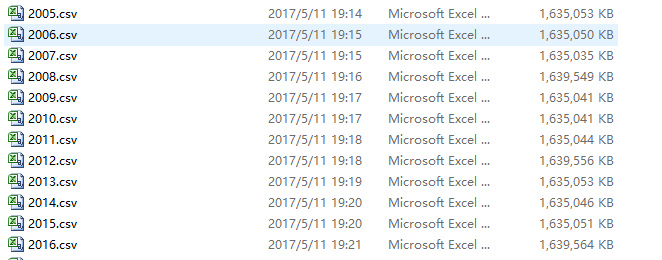 2005.csv 2017/5/11 19:14 Microsoft Excel ... 1,635,053 KB
2006.csv 2017/5/11 19:15 Microsoft Excel ... 1,635,050 KB
2007.csv 2017/5/11 19:15 Microsoft Excel ... 1,635,035 KB
2008.csv 2017/5/11 19:16 Microsoft Excel ... 1,639,549 KB
2009.csv 2017/5/11 19:17 Microsoft Excel ... 1,635,041 KB
2010.csv 2017/5/11 19:17 Microsoft Excel ... 1,635,041 KB
2011.csv 2017/5/11 19:18 Microsoft Excel ... 1,635,044 KB
2012.csv 2017/5/11 19:18 Microsoft Excel ... 1,639,556 KB
2013.csv 2017/5/11 19:19 Microsoft Excel ... 1,635,053 KB
2014.csv 2017/5/11 19:20 Microsoft Excel ... 1,635,046 KB
2015.csv 2017/5/11 19:20 Microsoft Excel ... 1,635,051 KB
2016.csv 2017/5/11 19:21 Microsoft Excel ... 1,639,564 KB